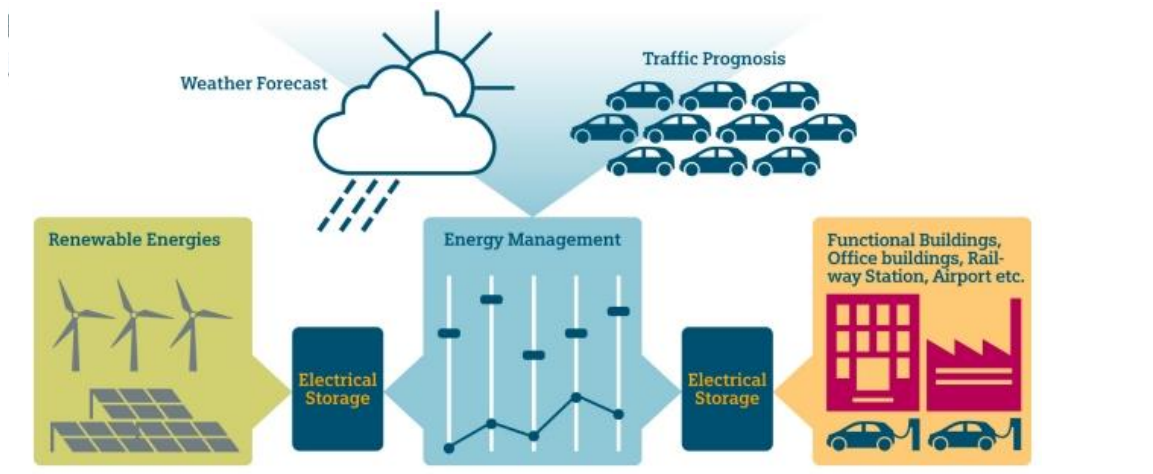 Weather Forecast
Traffic Prognosis
Renewable Energies
Energy Management
Functional Buildings,
Office buildings, Rail-
way Station, Airport etc.
Electrical
Storage
Electrical
Storage